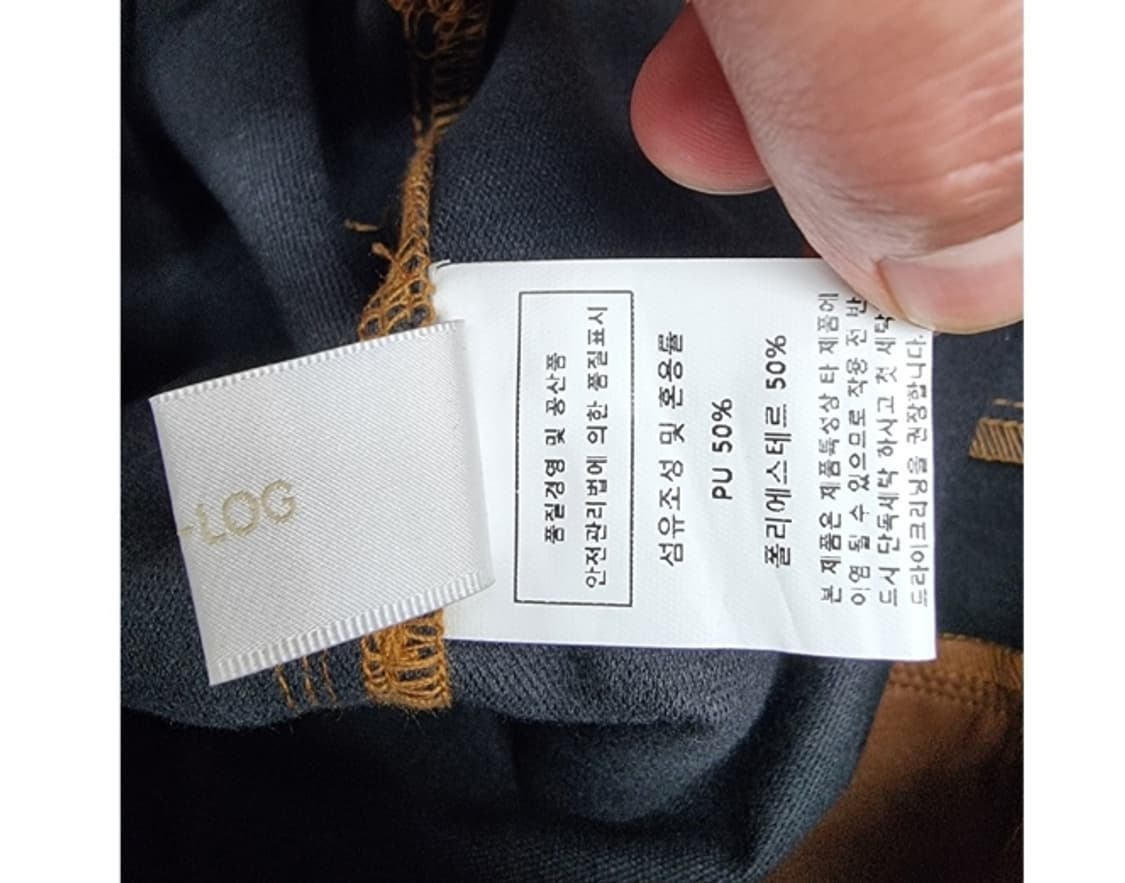 -LOG
품질경영 및 공산품
안전관리법에 의한 품질표시
섬유조성 및 혼용률
PU 50%
폴리에스테르 50%
본 제품은 제품특성상 타 제품에
이염 될 수 있으므로 착용 전 반
드시 단독세탁 하시고 첫 세탁
드라이크리닝을 권장합니다.